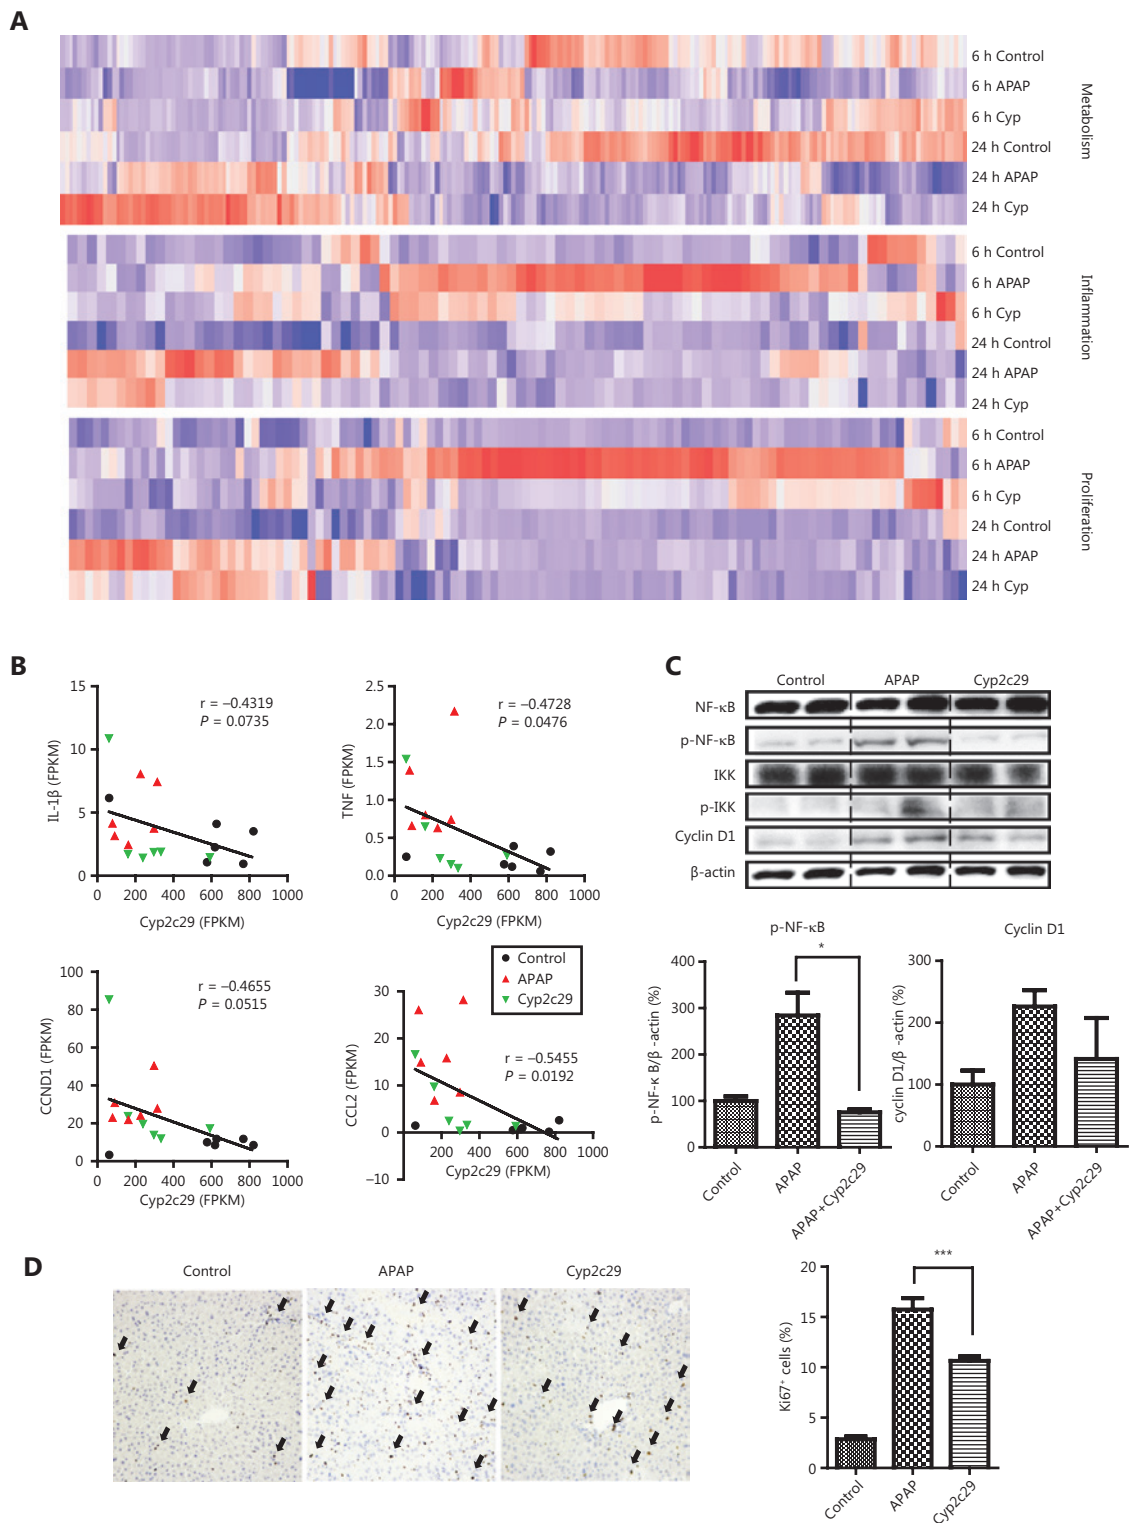 A
6 h Control
6 h APAP
6 h Cyp
24 h Control
24 h APAP
24 h Cyp
Metabolism
6 h Control
6 h APAP
6 h Cyp
24 h Control
24 h APAP
24 h Cyp
Inflammation
6 h Control
6 h APAP
6 h Cyp
24 h Control
24 h APAP
24 h Cyp
Proliferation
B
15
10
5
0
IL-1β (FPKM)
r = –0.4319
P = 0.0735
0 200 400 600 800 1000
Cyp2c29 (FPKM)
2.5
2.0
1.5
1.0
0.5
0.0
TNF (FPKM)
r = –0.4728
P = 0.0476
0 200 400 600 800 1000
Cyp2c29 (FPKM)
100
80
60
40
20
0
CCND1 (FPKM)
r = –0.4655
P = 0.0515
0 200 400 600 800 1000
Cyp2c29 (FPKM)
Control
APAP
Cyp2c29
30
20
10
0
–10
CCL2 (FPKM)
r = –0.5455
P = 0.0192
200 400 600 800 1000
Cyp2c29 (FPKM)
C
Control APAP Cyp2c29
NF-κB
p-NF-κB
IKK
p-IKK
Cyclin D1
β-actin
p-NF-κB
*
400
300
200
100
0
p-NF-κ B/β -actin (%)
Control
APAP
APAP+Cyp2c29
Cyclin D1
300
200
100
0
cyclin D1/β -actin (%)
Control
APAP
APAP+Cyp2c29
D
Control APAP Cyp2c29
***
20
15
10
5
0
Ki67+ cells (%)
Control
APAP
Cyp2c29